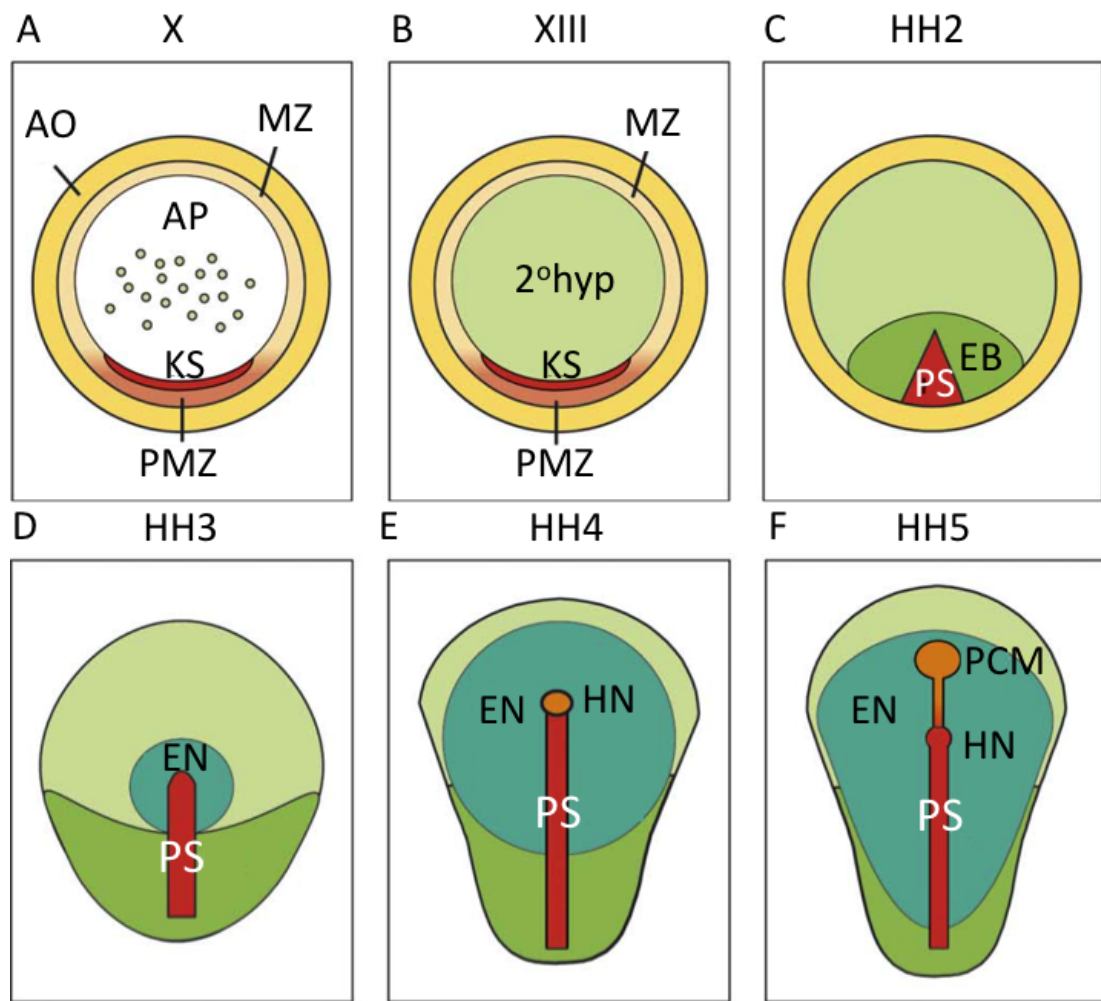 A X
B XIII
C HH2
AO
MZ
AP
KS
PMZ
MZ
2ºhyp
KS
PMZ
EB
PS
D HH3
E HH4
F HH5
EN
PS
EN
HN
PS
PCM
EN
HN
PS